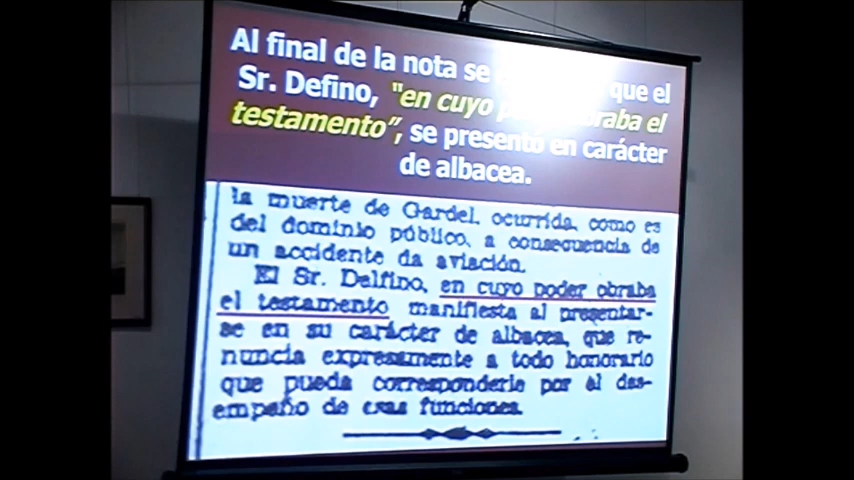 Al final de la nota se que el
Sr. Defino, "en cuyo obraba el
testamento", se presentó en carácter
de albacea.
la muerte de Gardel, ocurrida, como es
del dominio público, a consecuencia de
un accidente da aviación.
El Sr. Delfino, en cuyo poder obraba
el testamento manifiesta al presentar-
se en su carácter de albacea, que re-
nuncia expresamente a todo honorario
que pueda corresponderle por el des-
empeño de esas funciones.